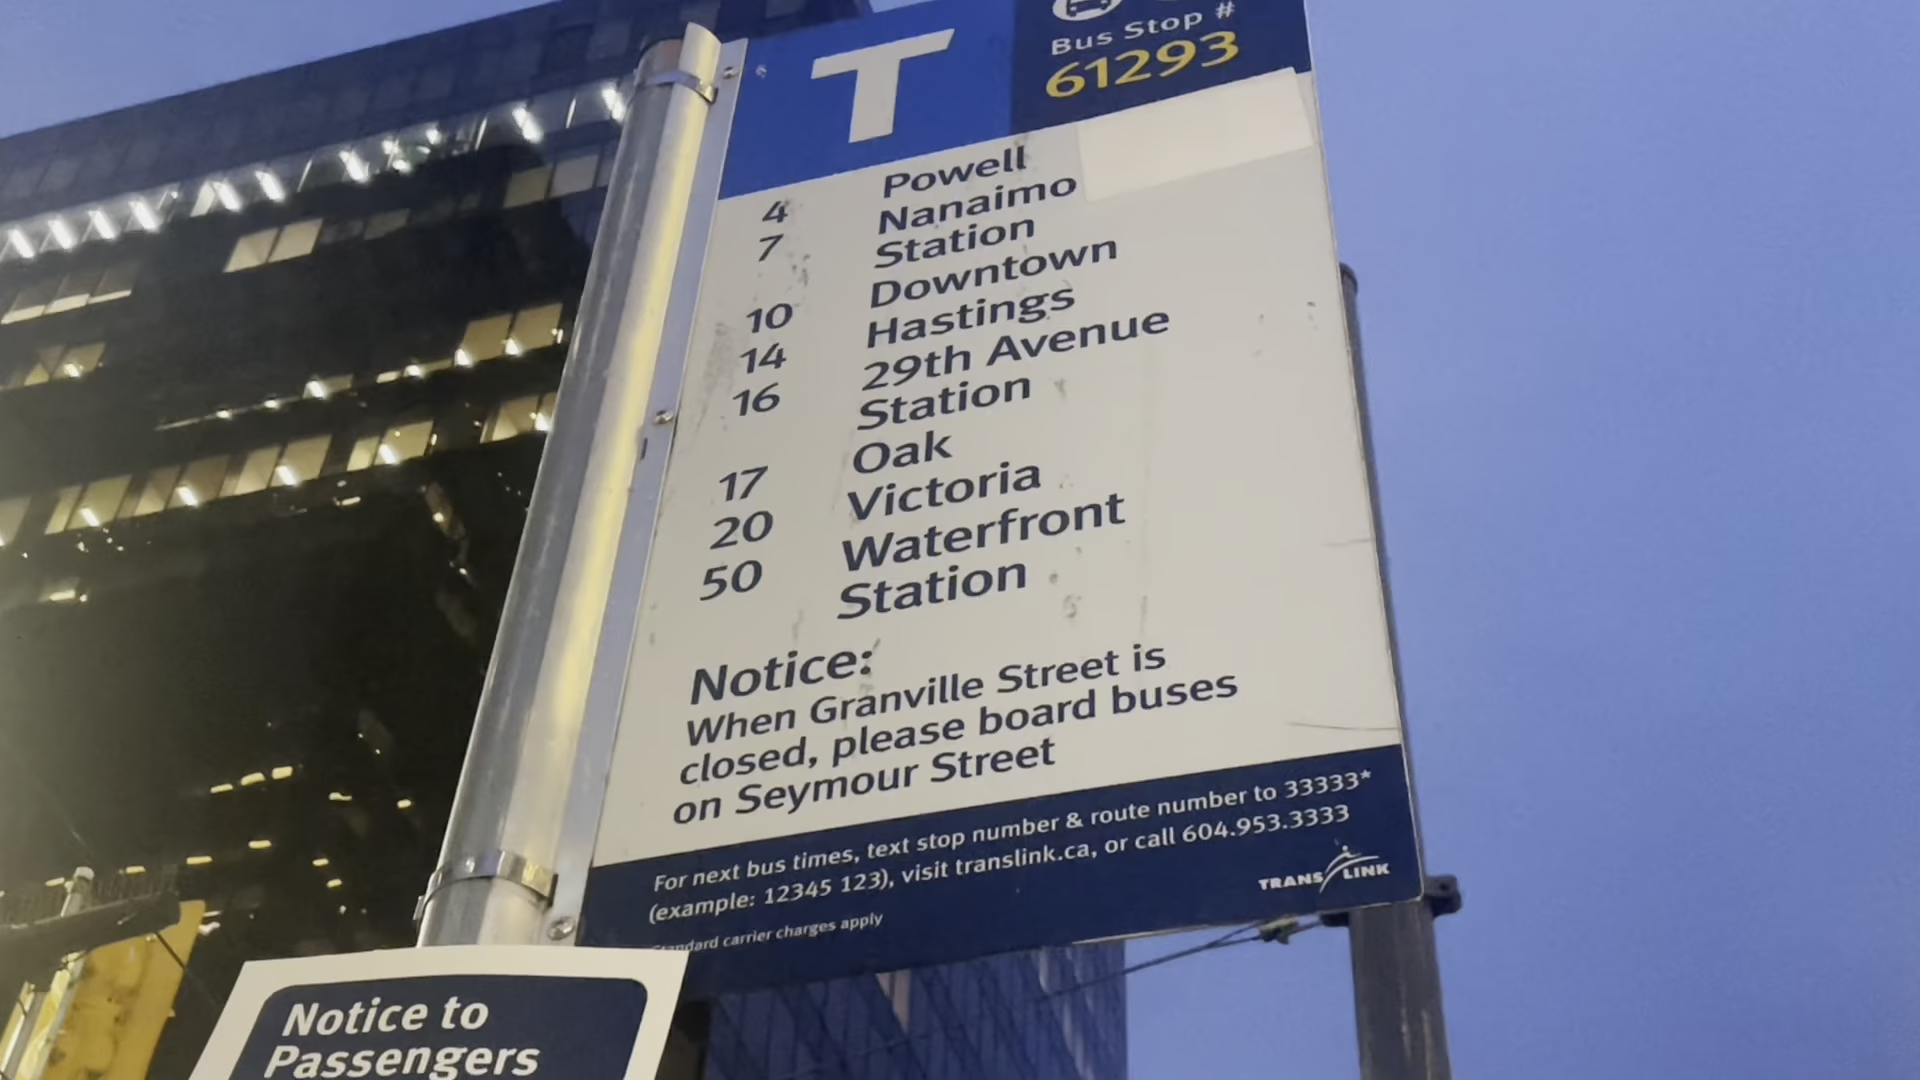 T
Bus Stop #
61293
4 Powell
7 Nanaimo
Station
10 Downtown
14 Hastings
16 29th Avenue
Station
17 Oak
20 Victoria
50 Waterfront
Station
Notice:
When Granville Street is
closed, please board buses
on Seymour Street
For next bus times, text stop number & route number to 33333*
(example: 12345 123), visit translink.ca, or call 604.953.3333
carrier charges apply
TRANS LINK
Notice to
Passengers